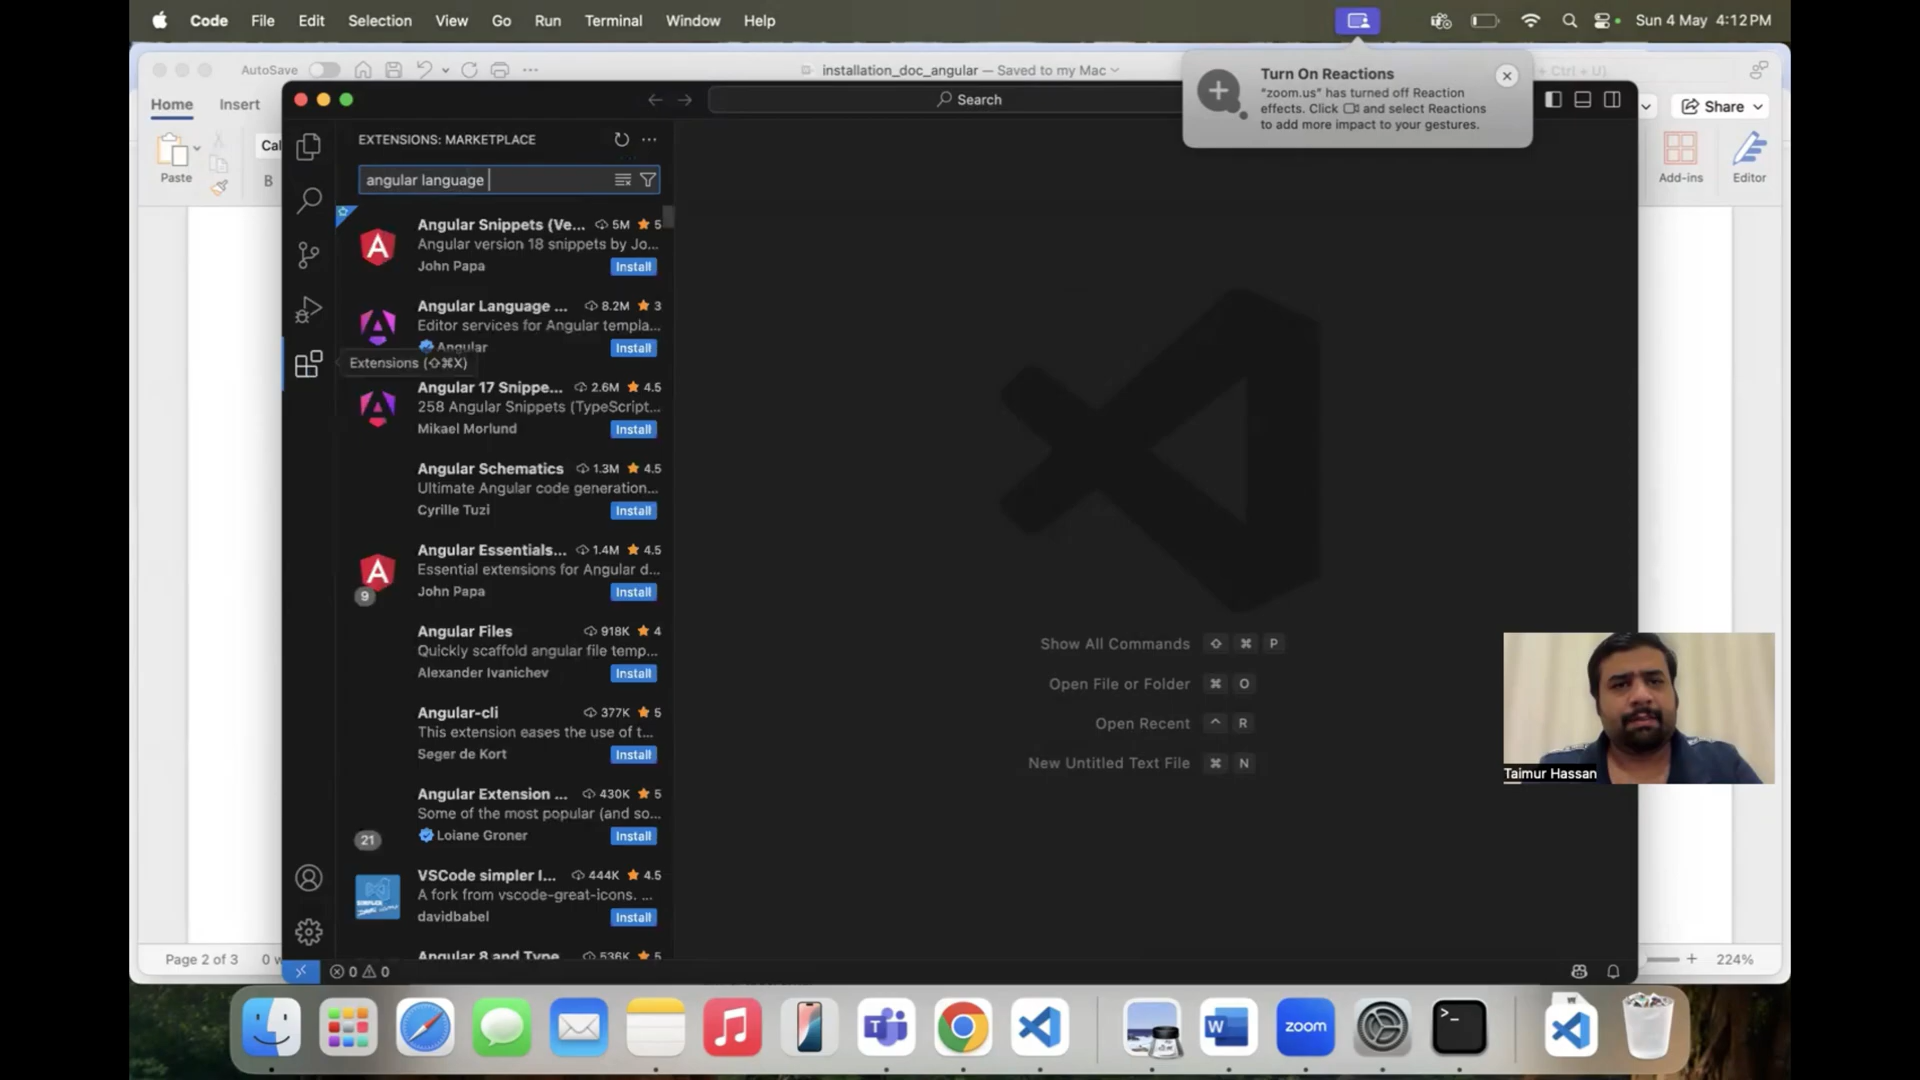 Code File Edit Selection View Go Run Terminal Window Help Sun 4 May 4:12 PM
AutoSave installation_doc_angular — Saved to my Mac + Ctrl + U)
Turn On Reactions
"zoom.us" has turned off Reaction
effects. Click and select Reactions
to add more impact to your gestures.
Home Insert Share
Search
Paste Cal B Add-ins Editor
EXTENSIONS: MARKETPLACE
angular language
Angular Snippets (Ve... 5M 5
Angular version 18 snippets by Jo...
John Papa Install
Angular Language ... 8.2M 3
Editor services for Angular templa...
Angular Install
Extensions (⇧⌘X)
Angular 17 Snippe... 2.6M 4.5
258 Angular Snippets (TypeScript...
Mikael Morlund Install
Angular Schematics 1.3M 4.5
Ultimate Angular code generation...
Cyrille Tuzi Install
Angular Essentials... 1.4M 4.5
Essential extensions for Angular d...
9 John Papa Install
Angular Files 918K 4
Quickly scaffold angular file temp...
Alexander Ivanichev Install
Angular-cli 377K 5
This extension eases the use of t...
Seger de Kort Install
Angular Extension ... 430K 5
Some of the most popular (and so...
21 Loiane Groner Install
VSCode simpler I... 444K 4.5
A fork from vscode-great-icons. ...
davidbabel Install
Angular 8 and Type 536K 5
Show All Commands ⇧ ⌘ P
Open File or Folder ⌘ O
Open Recent ^ R
New Untitled Text File ⌘ N
Taimur Hassan
Page 2 of 3 0 w 224%
0 0
zoom